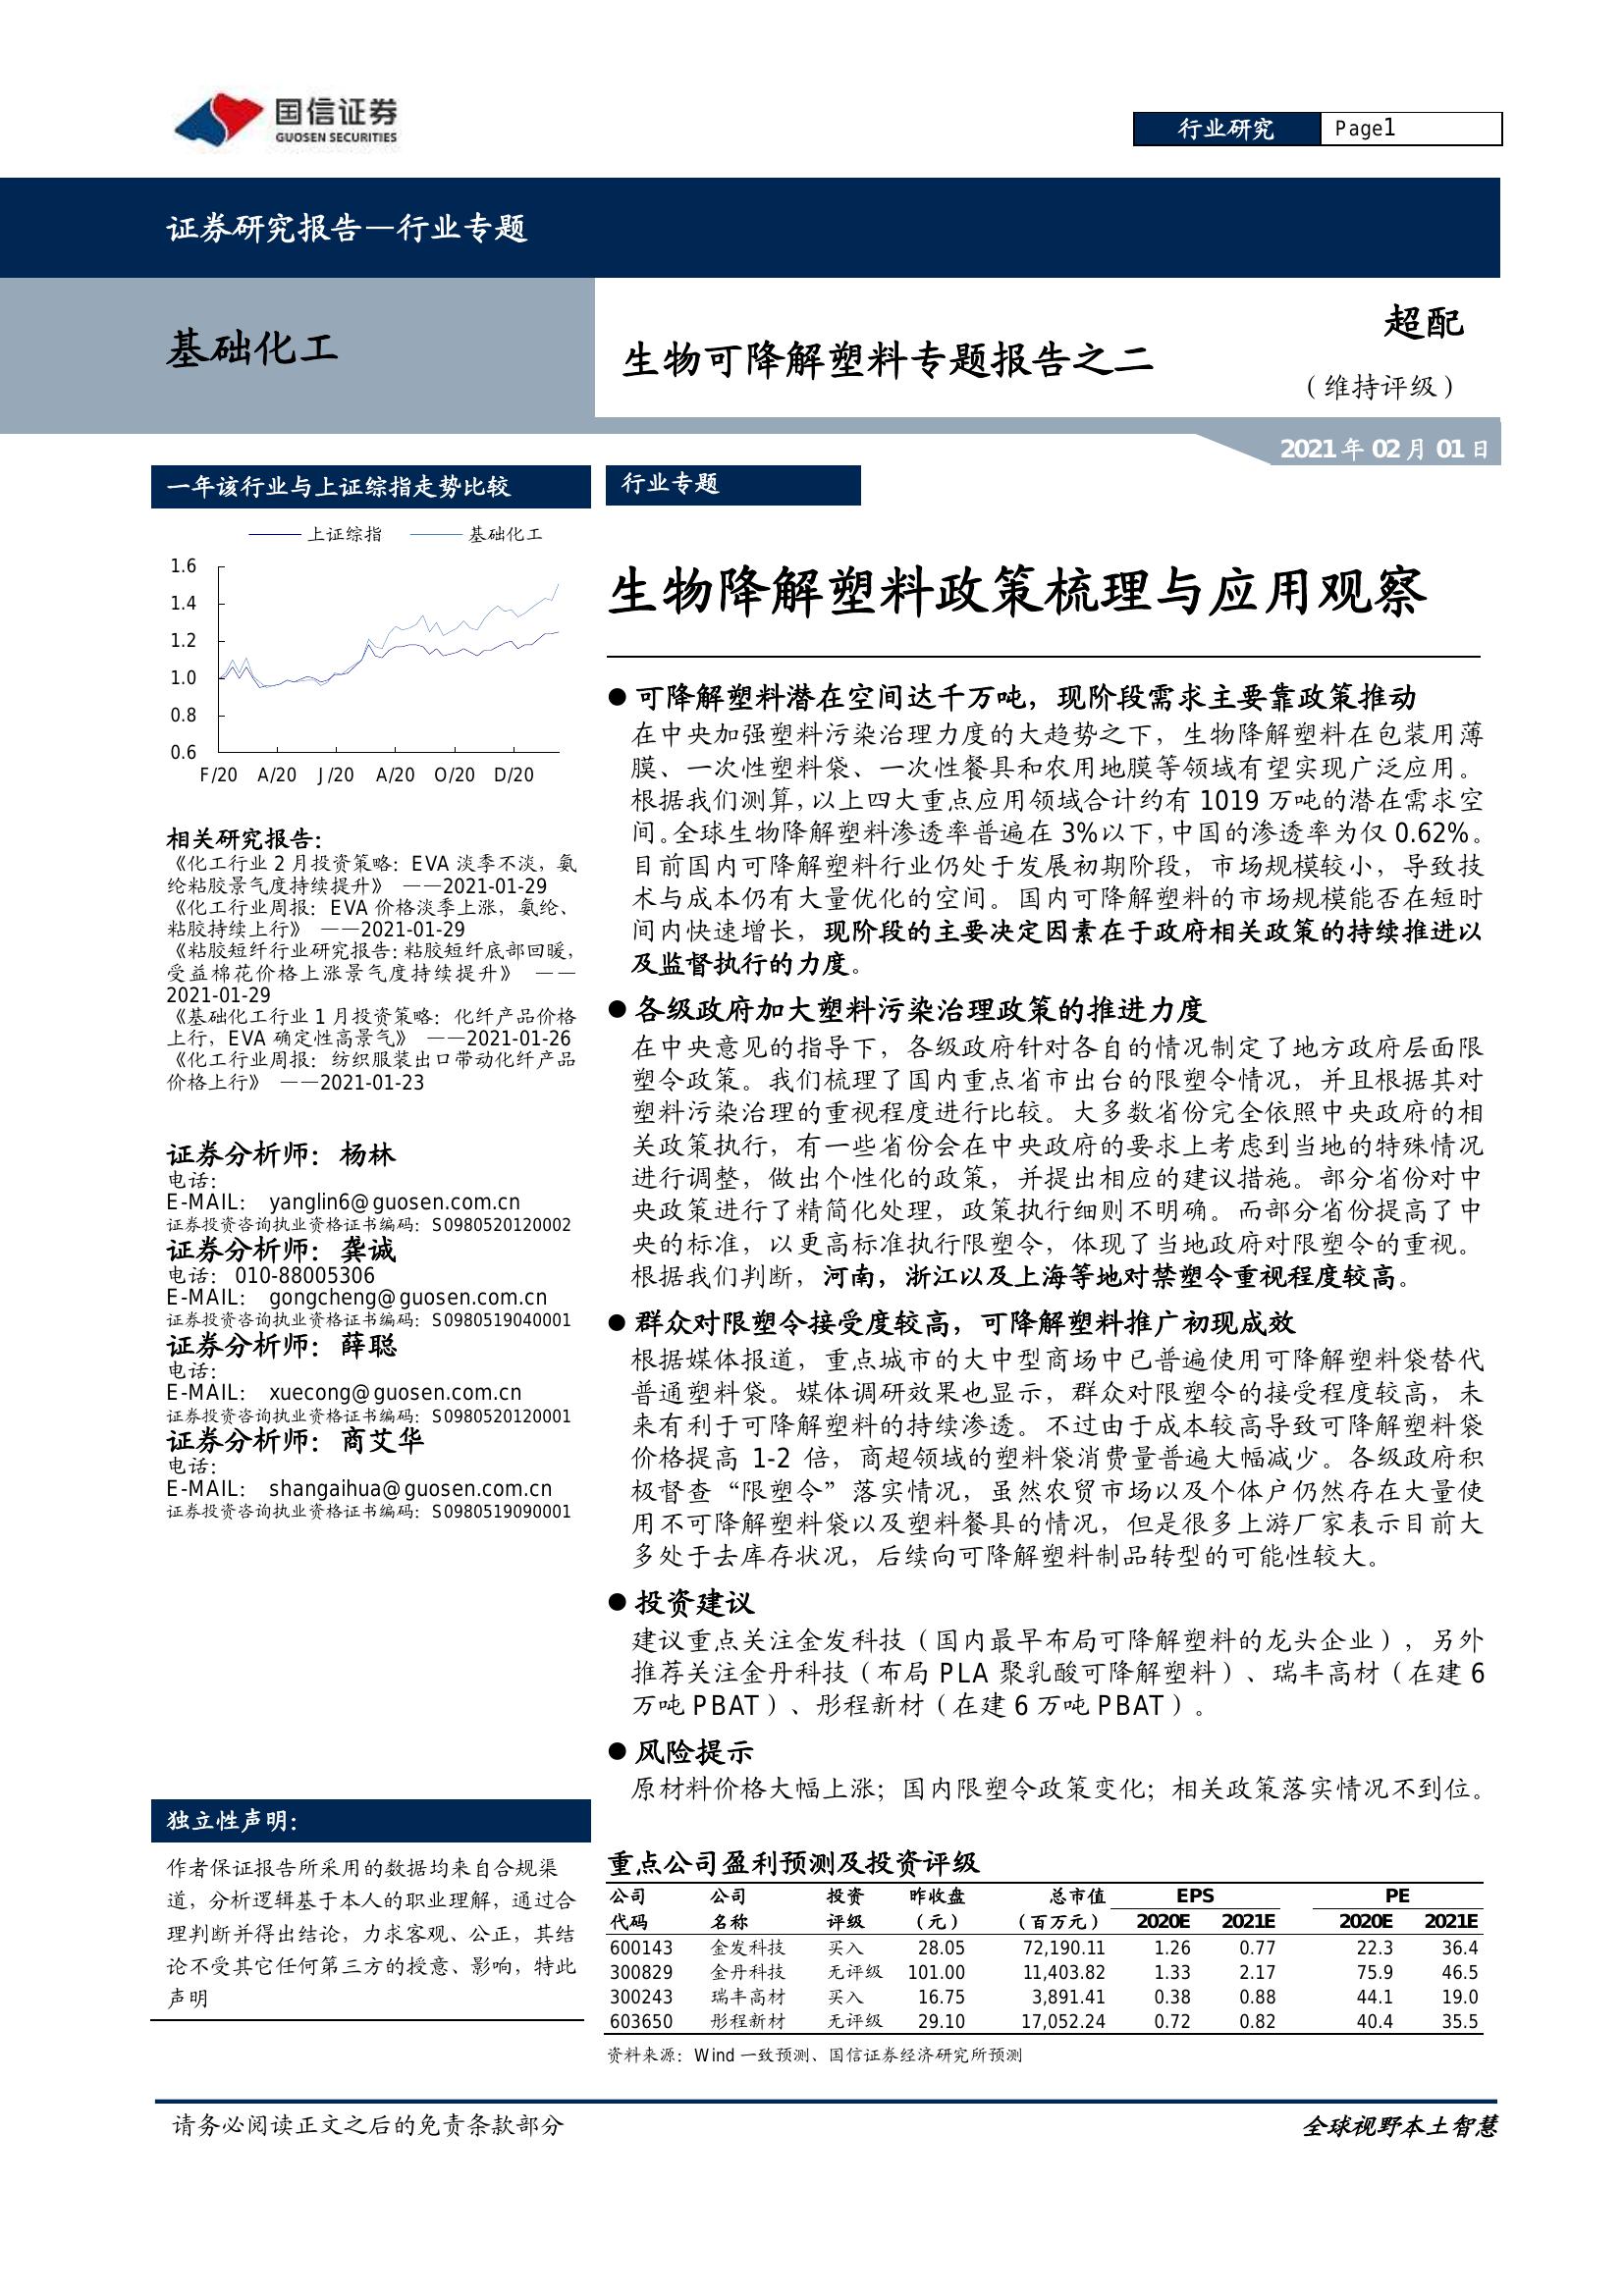 国信证券
GUOSEN SECURITIES
行业研究
Page1
证券研究报告—行业专题
基础化工
生物可降解塑料专题报告之二
超配
（维持评级）
2021年02月01日
一年该行业与上证综指走势比较
上证综指 基础化工
1.6
1.4
1.2
1.0
0.8
0.6
F/20 A/20 J/20 A/20 O/20 D/20
相关研究报告：
《化工行业2月投资策略：EVA淡季不淡，氨
纶粘胶景气度持续提升》 ——2021-01-29
《化工行业周报：EVA价格淡季上涨，氨纶、
粘胶持续上行》 ——2021-01-29
《粘胶短纤行业研究报告：粘胶短纤底部回暖，
受益棉花价格上涨景气度持续提升》 ——
2021-01-29
《基础化工行业1月投资策略：化纤产品价格
上行，EVA确定性高景气》 ——2021-01-26
《化工行业周报：纺织服装出口带动化纤产品
价格上行》 ——2021-01-23
证券分析师：杨林
电话：
E-MAIL： yanglin6@guosen.com.cn
证券投资咨询执业资格证书编码：S0980520120002
证券分析师：龚诚
电话： 010-88005306
E-MAIL： gongcheng@guosen.com.cn
证券投资咨询执业资格证书编码：S0980519040001
证券分析师：薛聪
电话：
E-MAIL： xuecong@guosen.com.cn
证券投资咨询执业资格证书编码：S0980520120001
证券分析师：商艾华
电话：
E-MAIL： shangaihua@guosen.com.cn
证券投资咨询执业资格证书编码：S0980519090001
独立性声明：
作者保证报告所采用的数据均来自合规渠
道，分析逻辑基于本人的职业理解，通过合
理判断并得出结论，力求客观、公正，其结
论不受其它任何第三方的授意、影响，特此
声明
行业专题
生物降解塑料政策梳理与应用观察
● 可降解塑料潜在空间达千万吨，现阶段需求主要靠政策推动
在中央加强塑料污染治理力度的大趋势之下，生物降解塑料在包装用薄
膜、一次性塑料袋、一次性餐具和农用地膜等领域有望实现广泛应用。
根据我们测算，以上四大重点应用领域合计约有1019万吨的潜在需求空
间。全球生物降解塑料渗透率普遍在3%以下，中国的渗透率为仅0.62%。
目前国内可降解塑料行业仍处于发展初期阶段，市场规模较小，导致技
术与成本仍有大量优化的空间。国内可降解塑料的市场规模能否在短时
间内快速增长，现阶段的主要决定因素在于政府相关政策的持续推进以
及监督执行的力度。
● 各级政府加大塑料污染治理政策的推进力度
在中央意见的指导下，各级政府针对各自的情况制定了地方政府层面限
塑令政策。我们梳理了国内重点省市出台的限塑令情况，并且根据其对
塑料污染治理的重视程度进行比较。大多数省份完全依照中央政府的相
关政策执行，有一些省份会在中央政府的要求上考虑到当地的特殊情况
进行调整，做出个性化的政策，并提出相应的建议措施。部分省份对中
央政策进行了精简化处理，政策执行细则不明确。而部分省份提高了中
央的标准，以更高标准执行限塑令，体现了当地政府对限塑令的重视。
根据我们判断，河南，浙江以及上海等地对禁塑令重视程度较高。
● 群众对限塑令接受度较高，可降解塑料推广初现成效
根据媒体报道，重点城市的大中型商场中已普遍使用可降解塑料袋替代
普通塑料袋。媒体调研效果也显示，群众对限塑令的接受程度较高，未
来有利于可降解塑料的持续渗透。不过由于成本较高导致可降解塑料袋
价格提高1-2倍，商超领域的塑料袋消费量普遍大幅减少。各级政府积
极督查“限塑令”落实情况，虽然农贸市场以及个体户仍然存在大量使
用不可降解塑料袋以及塑料餐具的情况，但是很多上游厂家表示目前大
多处于去库存状况，后续向可降解塑料制品转型的可能性较大。
● 投资建议
建议重点关注金发科技（国内最早布局可降解塑料的龙头企业），另外
推荐关注金丹科技（布局PLA聚乳酸可降解塑料）、瑞丰高材（在建6
万吨PBAT）、彤程新材（在建6万吨PBAT）。
● 风险提示
原材料价格大幅上涨；国内限塑令政策变化；相关政策落实情况不到位。
重点公司盈利预测及投资评级
公司 公司 投资 昨收盘 总市值 EPS PE
代码 名称 评级 （元） （百万元） 2020E 2021E 2020E 2021E
600143 金发科技 买入 28.05 72,190.11 1.26 0.77 22.3 36.4
300829 金丹科技 无评级 101.00 11,403.82 1.33 2.17 75.9 46.5
300243 瑞丰高材 买入 16.75 3,891.41 0.38 0.88 44.1 19.0
603650 彤程新材 无评级 29.10 17,052.24 0.72 0.82 40.4 35.5
资料来源：Wind一致预测、国信证券经济研究所预测
请务必阅读正文之后的免责条款部分
全球视野本土智慧